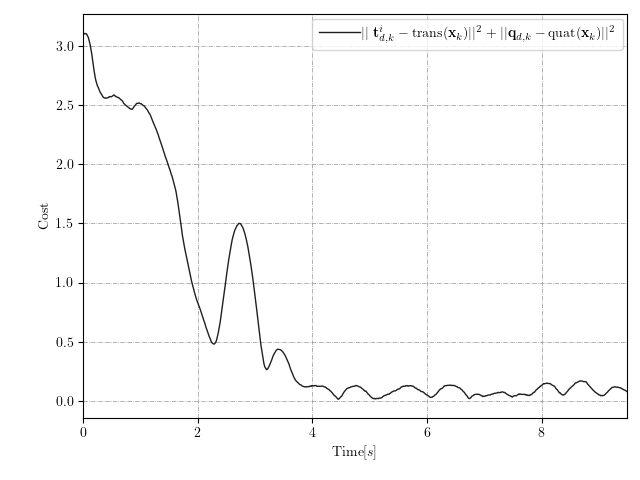 || t^i_{d,k} − trans(x_k)||² + ||q_{d,k} − quat(x_k)||²
3.0
2.5
2.0
1.5
1.0
0.5
0.0
Cost
0 2 4 6 8
Time[s]